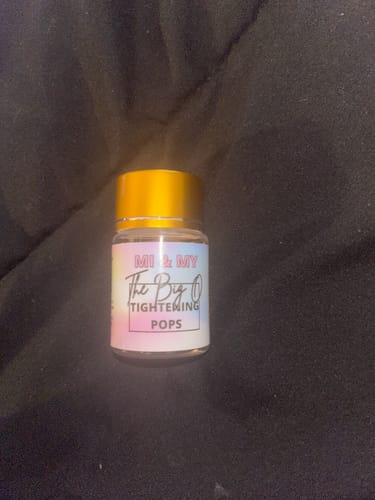 MI & MY
The Big O
TIGHTENING
POPS